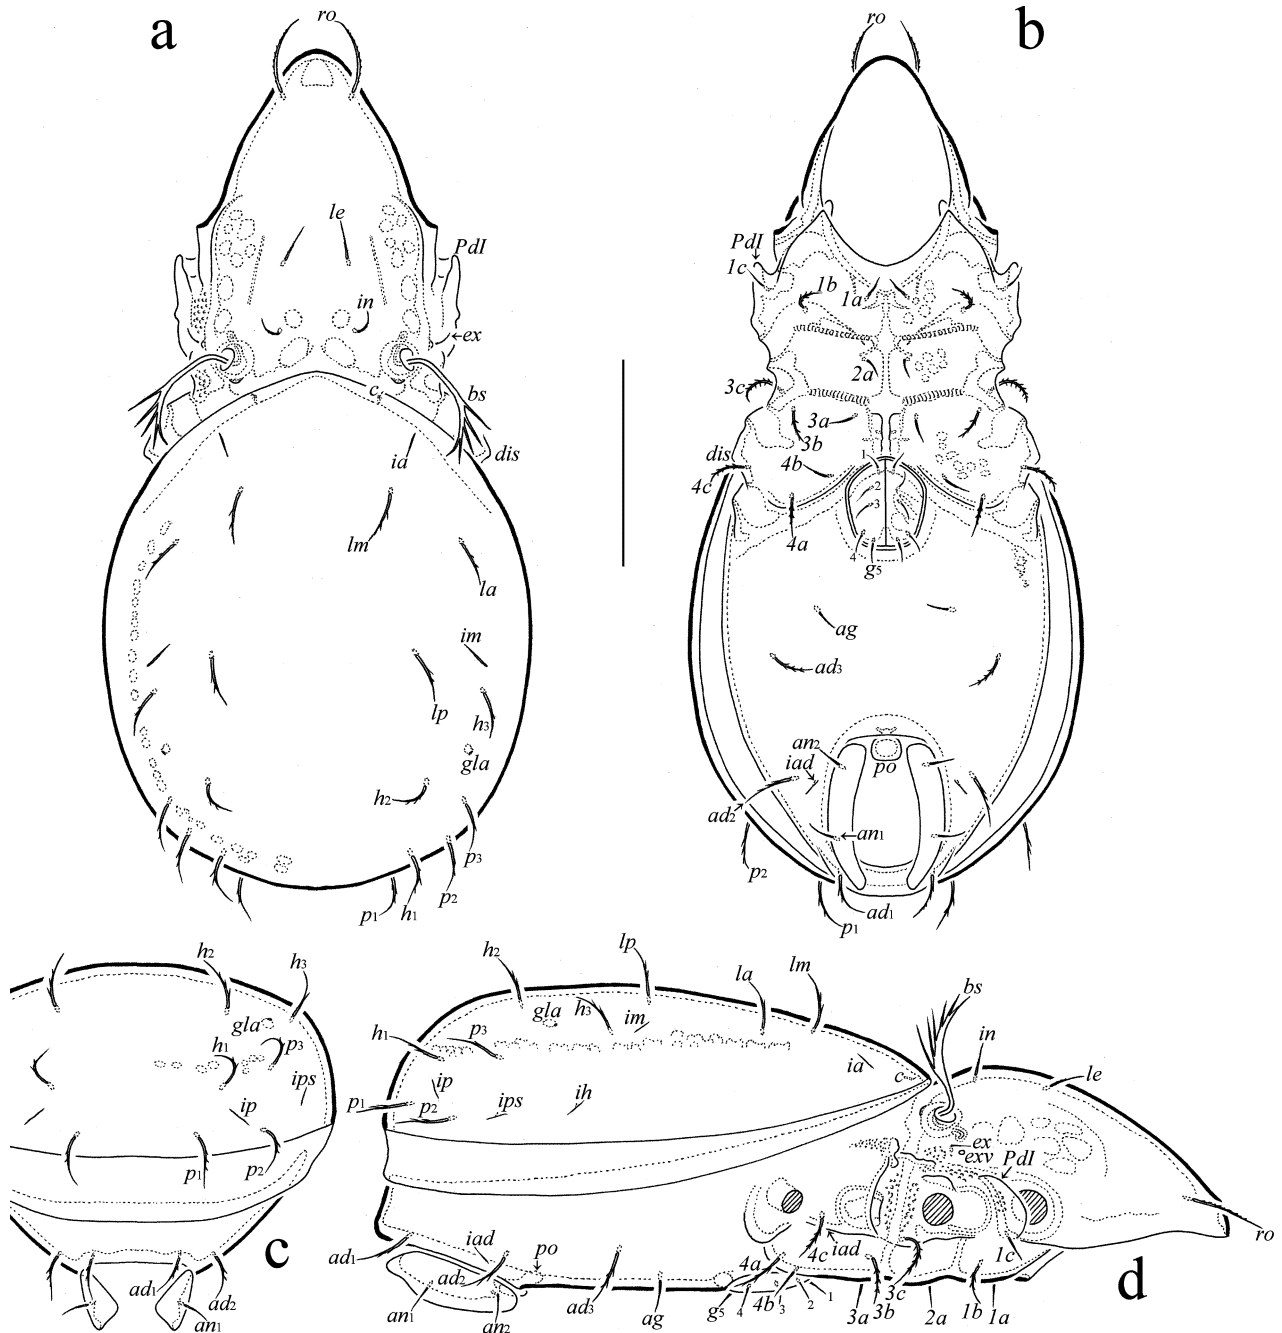 a
ro
le
PdI
in
ex
c
bs
ia
dis
lm
la
im
lp
h3
gla
h2
p3
p2
p1
h1
b
ro
PdI
1c
1b
1a
2a
3c
3a
3b
dis
4b
1
4c
2
3
4a
4
g5
ag
ad3
an2
iad
po
ad2
an1
p2
ad1
p1
c
h2
h3
gla
h1
p3
ips
ip
p1
p2
ad1
ad2
an1
d
h2
lp
la
lm
bs
gla
h3
im
in
h1
p3
ia
le
c
ip
p1
p2
ips
ih
ex
exv
PdI
ro
iad
po
4c
iad
1c
ad1
ad2
4a
an1
an2
ad3
ag
g5
4
4b
3
2
1
3a
3b
3c
2a
1b
1a